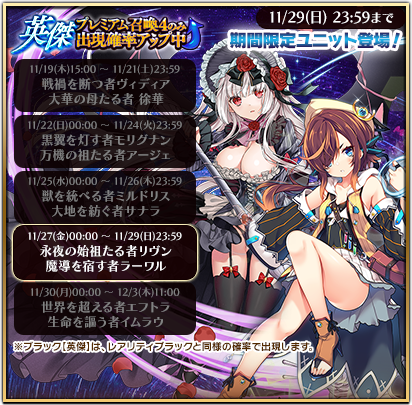 英傑 プレミアム召喚4のみ
出現確率アップ中
11/29(日) 23:59まで
期間限定ユニット登場!
11/19(木)15:00 ～ 11/21(土)23:59
戦禍を断つ者ヴィディア
大華の母たる者 徐華
11/22(日)00:00 ～ 11/24(火)23:59
黒翼を灯す者モリグナン
万機の祖たる者アージェ
11/25(水)00:00 ～ 11/26(木)23:59
獣を統べる者ミルドリス
大地を紡ぐ者サナラ
11/27(金)00:00 ～ 11/29(日)23:59
永夜の始祖たる者リヴン
魔導を宿す者ラーワル
11/30(月)00:00 ～ 12/3(木)11:00
世界を超える者エフトラ
生命を謳う者イムラウ
※ブラック【英傑】は、レアリティブラックと同様の確率で出現します。